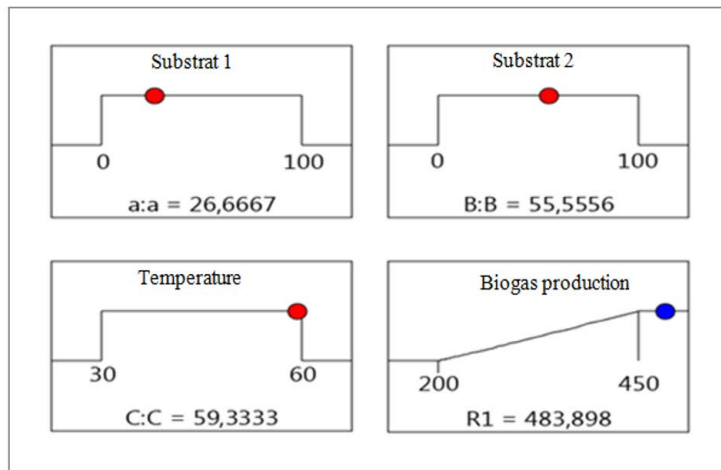 Substrat 1
0 100
a:a = 26,6667
Substrat 2
0 100
B:B = 55,5556
Temperature
30 60
C:C = 59,3333
Biogas production
200 450
R1 = 483,898